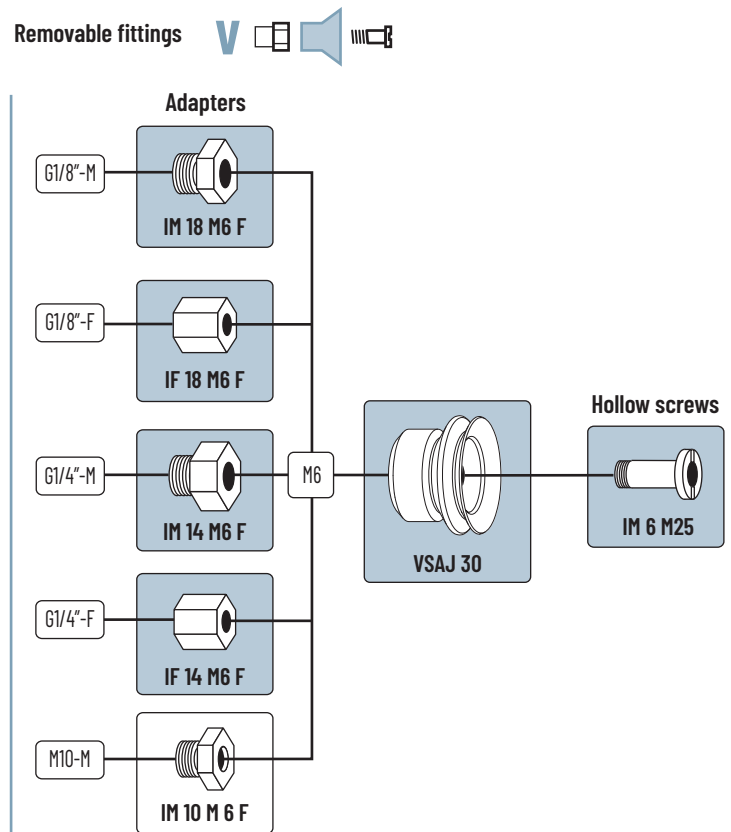 Removable fittings V
Adapters
G1/8"-M
IM 18 M6 F
G1/8"-F
IF 18 M6 F
Hollow screws
G1/4"-M
M6
IM 14 M6 F
VSAJ 30
IM 6 M25
G1/4"-F
IF 14 M6 F
M10-M
IM 10 M 6 F